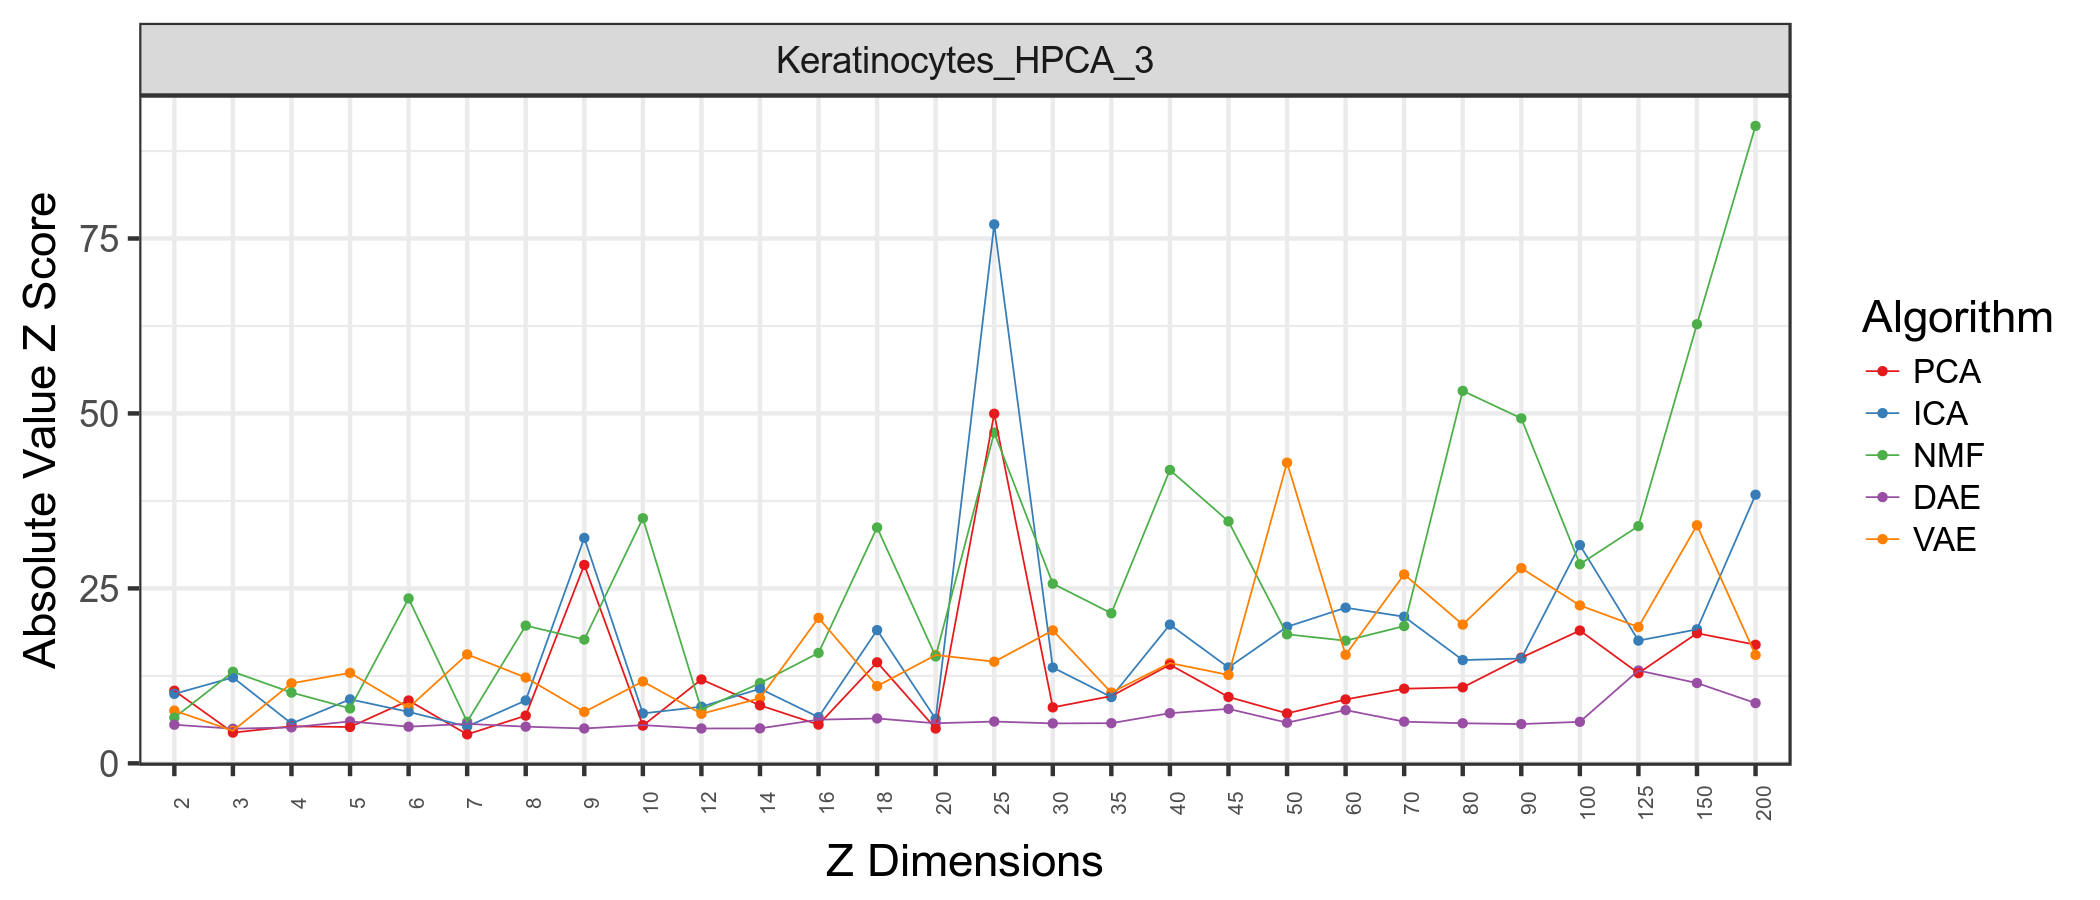 Keratinocytes_HPCA_3
Absolute Value Z Score
75
50
25
0
2 3 4 5 6 7 8 9 10 12 14 16 18 20 25 30 35 40 45 50 60 70 80 90 100 125 150 200
Z Dimensions
Algorithm
PCA
ICA
NMF
DAE
VAE